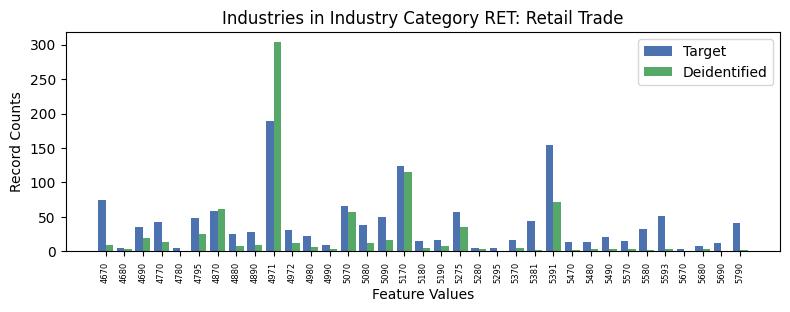 Industries in Industry Category RET: Retail Trade
Record Counts
300
250
200
150
100
50
0
Target
Deidentified
4670 4680 4690 4770 4780 4795 4870 4880 4890 4971 4972 4980 4990 5070 5080 5090 5170 5180 5190 5275 5280 5295 5370 5381 5391 5470 5480 5490 5570 5580 5593 5670 5680 5690 5790
Feature Values